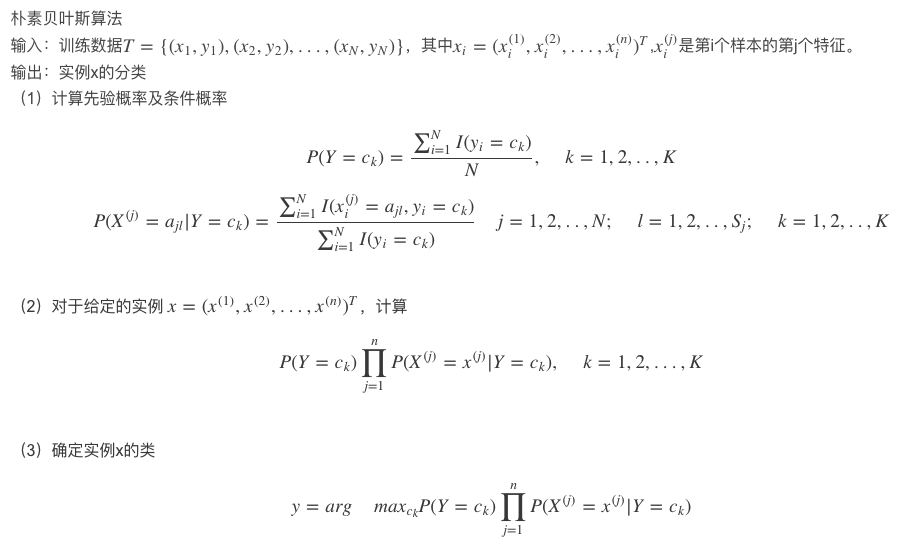 朴素贝叶斯算法
输入：训练数据$T = \{(x_1, y_1), (x_2, y_2), \ldots, (x_N, y_N)\}$，其中$x_i = (x_i^{(1)}, x_i^{(2)}, \ldots, x_i^{(n)})^T$,$x_i^{(j)}$是第i个样本的第j个特征。
输出：实例x的分类
（1）计算先验概率及条件概率
$P(Y = c_k) = \frac{\sum_{i=1}^{N} I(y_i = c_k)}{N}, \quad k = 1, 2, .., K$
$P(X^{(j)} = a_{jl}|Y = c_k) = \frac{\sum_{i=1}^{N} I(x_i^{(j)} = a_{jl}, y_i = c_k)}{\sum_{i=1}^{N} I(y_i = c_k)} \quad j = 1, 2, .., N; \quad l = 1, 2, .., S_j; \quad k = 1, 2, .., K$
（2）对于给定的实例 $x = (x^{(1)}, x^{(2)}, \ldots, x^{(n)})^T$，计算
$P(Y = c_k) \prod_{j=1}^{n} P(X^{(j)} = x^{(j)}|Y = c_k), \quad k = 1, 2, \ldots, K$
（3）确定实例x的类
$y = arg \quad max_{c_k} P(Y = c_k) \prod_{j=1}^{n} P(X^{(j)} = x^{(j)}|Y = c_k)$